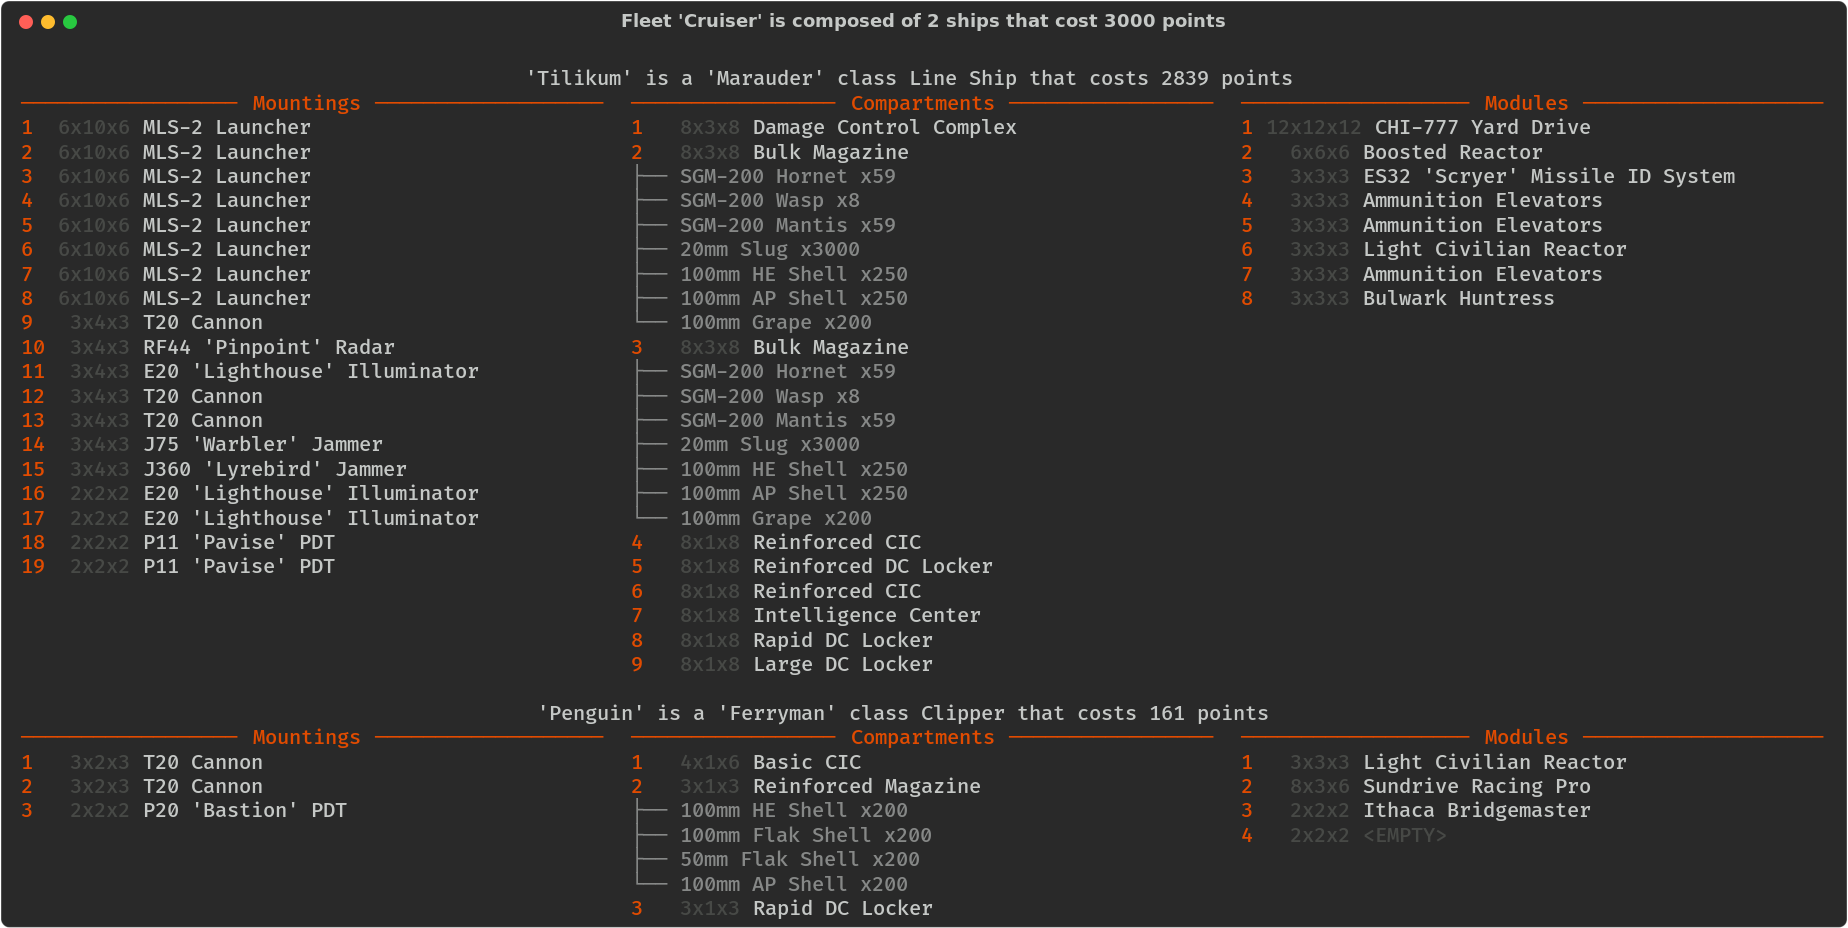 Fleet 'Cruiser' is composed of 2 ships that cost 3000 points
'Tilikum' is a 'Marauder' class Line Ship that costs 2839 points
Mountings
1 6x10x6 MLS-2 Launcher
2 6x10x6 MLS-2 Launcher
3 6x10x6 MLS-2 Launcher
4 6x10x6 MLS-2 Launcher
5 6x10x6 MLS-2 Launcher
6 6x10x6 MLS-2 Launcher
7 6x10x6 MLS-2 Launcher
8 6x10x6 MLS-2 Launcher
9 3x4x3 T20 Cannon
10 3x4x3 RF44 'Pinpoint' Radar
11 3x4x3 E20 'Lighthouse' Illuminator
12 3x4x3 T20 Cannon
13 3x4x3 T20 Cannon
14 3x4x3 J75 'Warbler' Jammer
15 3x4x3 J360 'Lyrebird' Jammer
16 2x2x2 E20 'Lighthouse' Illuminator
17 2x2x2 E20 'Lighthouse' Illuminator
18 2x2x2 P11 'Pavise' PDT
19 2x2x2 P11 'Pavise' PDT
Compartments
1 8x3x8 Damage Control Complex
2 8x3x8 Bulk Magazine
SGM-200 Hornet x59
SGM-200 Wasp x8
SGM-200 Mantis x59
20mm Slug x3000
100mm HE Shell x250
100mm AP Shell x250
100mm Grape x200
3 8x3x8 Bulk Magazine
SGM-200 Hornet x59
SGM-200 Wasp x8
SGM-200 Mantis x59
20mm Slug x3000
100mm HE Shell x250
100mm AP Shell x250
100mm Grape x200
4 8x1x8 Reinforced CIC
5 8x1x8 Reinforced DC Locker
6 8x1x8 Reinforced CIC
7 8x1x8 Intelligence Center
8 8x1x8 Rapid DC Locker
9 8x1x8 Large DC Locker
Modules
1 12x12x12 CHI-777 Yard Drive
2 6x6x6 Boosted Reactor
3 3x3x3 ES32 'Scryer' Missile ID System
4 3x3x3 Ammunition Elevators
5 3x3x3 Ammunition Elevators
6 3x3x3 Light Civilian Reactor
7 3x3x3 Ammunition Elevators
8 3x3x3 Bulwark Huntress
'Penguin' is a 'Ferryman' class Clipper that costs 161 points
Mountings
1 3x2x3 T20 Cannon
2 3x2x3 T20 Cannon
3 2x2x2 P20 'Bastion' PDT
Compartments
1 4x1x6 Basic CIC
2 3x1x3 Reinforced Magazine
100mm HE Shell x200
100mm Flak Shell x200
50mm Flak Shell x200
100mm AP Shell x200
3 3x1x3 Rapid DC Locker
Modules
1 3x3x3 Light Civilian Reactor
2 8x3x6 Sundrive Racing Pro
3 2x2x2 Ithaca Bridgemaster
4 2x2x2 <EMPTY>